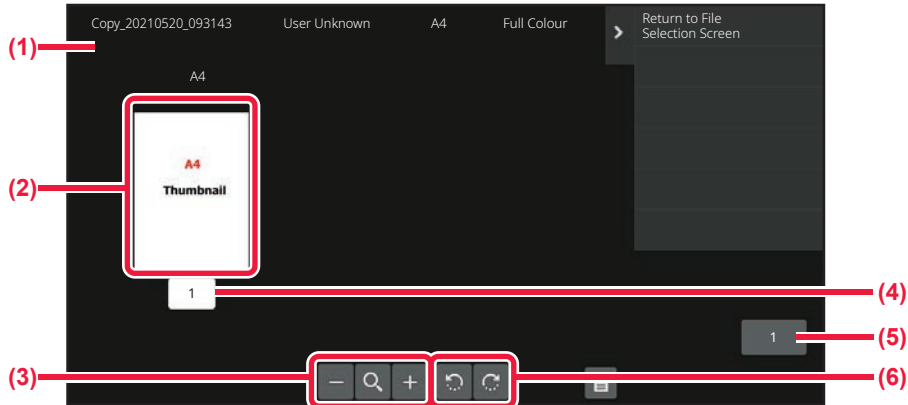 Copy_20210520_093143 User Unknown A4 Full Colour
Return to File
Selection Screen
(1)
A4
(2)
A4
Thumbnail
1
(4)
1
(5)
(3)
(6)